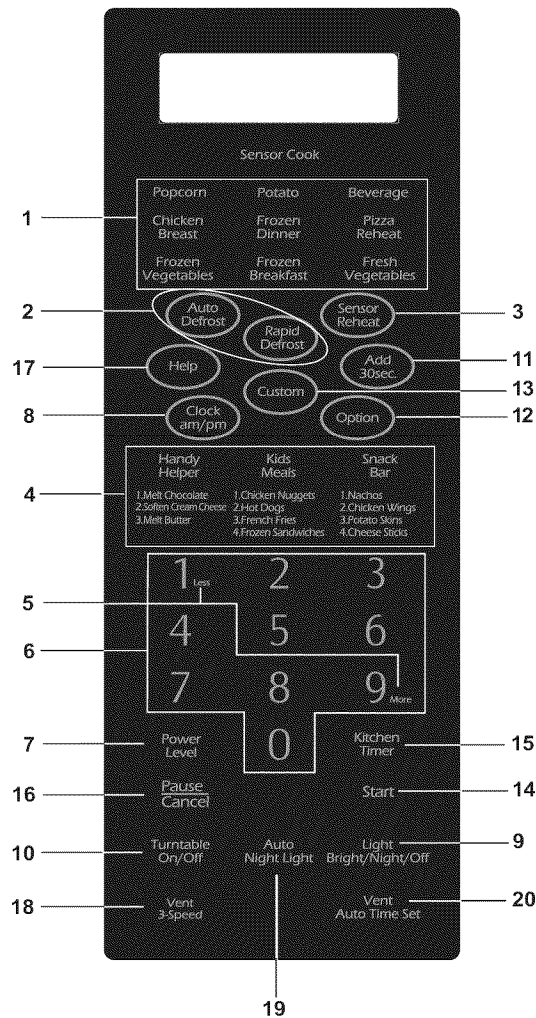 Sensor Cook
Popcorn Potato Beverage
Chicken Frozen Pizza
Breast Dinner Reheat
1
Frozen Frozen Fresh
Vegetables Breakfast Vegetables
2 Auto Defrost
Rapid Defrost
Sensor Reheat 3
17 Help
Add 30sec. 11
Custom 13
8 Clock am/pm
Option 12
4
Handy Helper
1.Melt Chocolate
2.Soften Cream Cheese
3.Melt Butter
Kids Meals
1.Chicken Nuggets
2.Hot Dogs
3.French Fries
4.Frozen Sandwiches
Snack Bar
1.Nachos
2.Chicken Wings
3.Potato Skins
4.Cheese Sticks
1 Less 2 3
5
4 5 6
6
7 8 9 More
0
7 Power Level
Kitchen Timer 15
16 Pause Cancel
Start 14
10 Turntable On/Off
Auto Night Light
Light Bright/Night/Off 9
18 Vent 3-Speed
Vent Auto Time Set 20
19